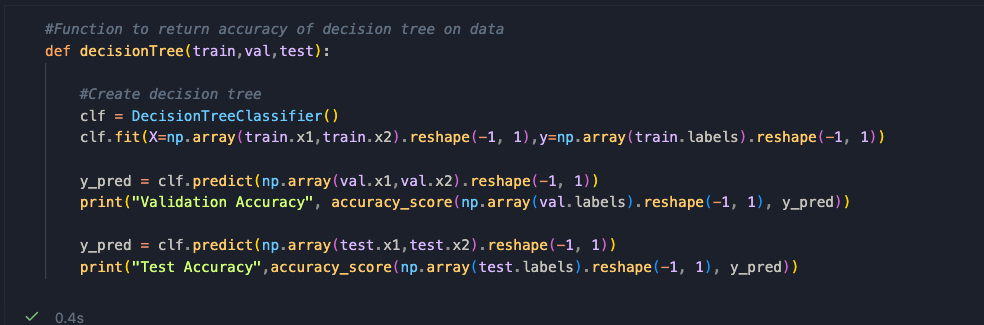 #Function to return accuracy of decision tree on data
def decisionTree(train,val,test):
#Create decision tree
clf = DecisionTreeClassifier()
clf.fit(X=np.array(train.x1,train.x2).reshape(-1, 1),y=np.array(train.labels).reshape(-1, 1))
y_pred = clf.predict(np.array(val.x1,val.x2).reshape(-1, 1))
print("Validation Accuracy", accuracy_score(np.array(val.labels).reshape(-1, 1), y_pred))
y_pred = clf.predict(np.array(test.x1,test.x2).reshape(-1, 1))
print("Test Accuracy",accuracy_score(np.array(test.labels).reshape(-1, 1), y_pred))
0.4s